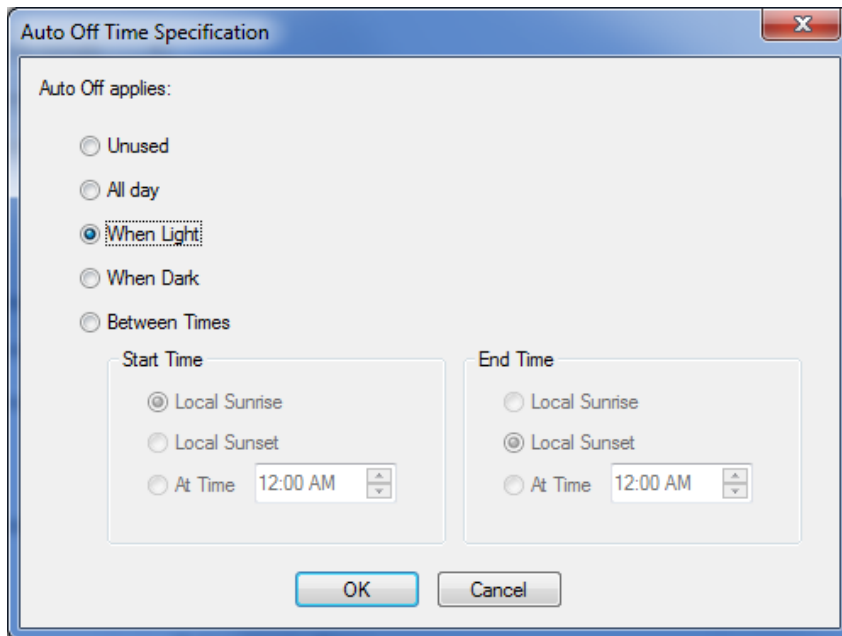 Auto Off Time Specification
Auto Off applies:
Unused
All day
When Light
When Dark
Between Times
Start Time
Local Sunrise
Local Sunset
At Time 12:00 AM
End Time
Local Sunrise
Local Sunset
At Time 12:00 AM
OK Cancel